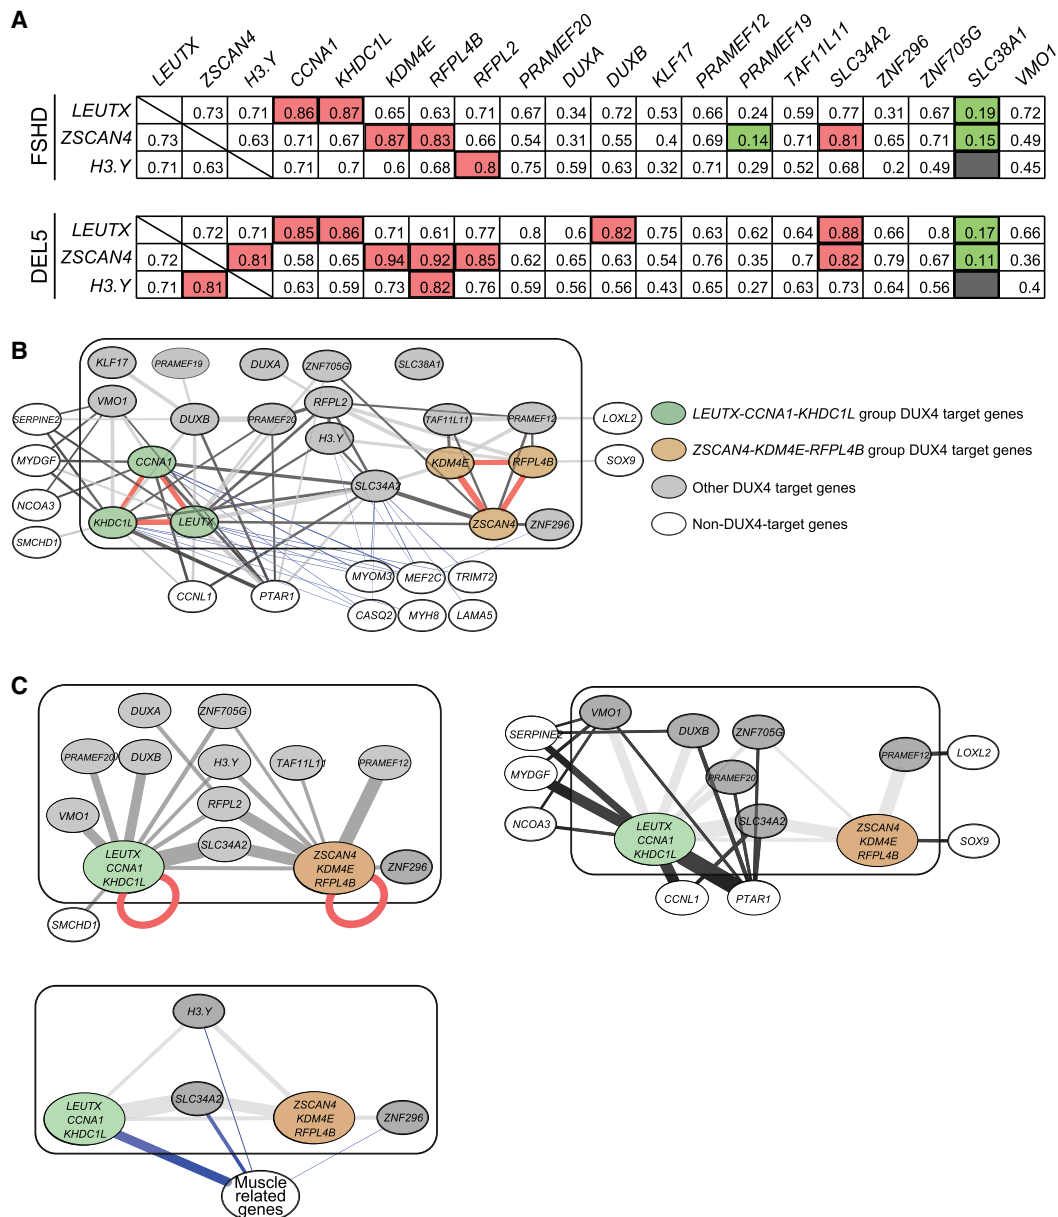 A
LEUTX ZSCAN4 H3.Y CCNA1 KHDC1L KDM4E RFPL4B RFPL2 PRAMEF20 DUXA DUXB KLF17 PRAMEF12 PRAMEF19 TAF11L11 SLC34A2 ZNF296 ZNF705G SLC38A1 VMO1
FSHD
LEUTX 0.73 0.71 0.86 0.87 0.65 0.63 0.71 0.67 0.34 0.72 0.53 0.66 0.24 0.59 0.77 0.31 0.67 0.19 0.72
ZSCAN4 0.73 0.63 0.71 0.67 0.87 0.83 0.66 0.54 0.31 0.55 0.4 0.69 0.14 0.71 0.81 0.65 0.71 0.15 0.49
H3.Y 0.71 0.63 0.71 0.7 0.6 0.68 0.8 0.75 0.59 0.63 0.32 0.71 0.29 0.52 0.68 0.2 0.49 0.45
DEL5
LEUTX 0.72 0.71 0.85 0.86 0.71 0.61 0.77 0.8 0.6 0.82 0.75 0.63 0.62 0.64 0.88 0.66 0.8 0.17 0.66
ZSCAN4 0.72 0.81 0.58 0.65 0.94 0.92 0.85 0.62 0.65 0.63 0.54 0.76 0.35 0.7 0.82 0.79 0.67 0.11 0.36
H3.Y 0.71 0.81 0.63 0.59 0.73 0.82 0.76 0.59 0.56 0.56 0.43 0.65 0.27 0.63 0.73 0.64 0.56 0.4
B
KLF17 PRAMEF19 DUXA ZNF705G SLC38A1
VMO1 RFPL2
SERPINE2 DUXB PRAMEF20 TAF11L11 PRAMEF12 LOXL2
H3.Y
MYDGF CCNA1 KDM4E RFPL4B SOX9
SLC34A2
NCOA3
KHDC1L LEUTX ZSCAN4 ZNF296
SMCHD1
MYOM3 MEF2C TRIM72
CCNL1 PTAR1
CASQ2 MYH8 LAMA5
LEUTX-CCNA1-KHDC1L group DUX4 target genes
ZSCAN4-KDM4E-RFPL4B group DUX4 target genes
Other DUX4 target genes
Non-DUX4-target genes
C
DUXA ZNF705G
PRAMEF20 DUXB H3.Y TAF11L11 PRAMEF12
RFPL2
VMO1
SLC34A2
LEUTX
CCNA1
KHDC1L
ZSCAN4
KDM4E
RFPL4B
ZNF296
SMCHD1
VMO1
SERPINE2 DUXB ZNF705G
PRAMEF12 LOXL2
MYDGF PRAMEF20
NCOA3 SLC34A2
LEUTX
CCNA1
KHDC1L
ZSCAN4
KDM4E
RFPL4B
SOX9
CCNL1 PTAR1
H3.Y
SLC34A2
LEUTX
CCNA1
KHDC1L
ZSCAN4
KDM4E
RFPL4B
ZNF296
Muscle
related
genes